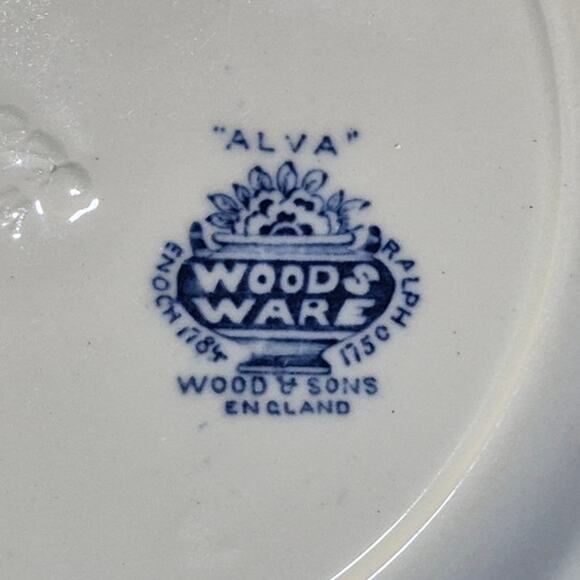 "ALVA"
ENOCH 1784
WOODS
WARE
RALPH 1750
WOOD & SONS
ENGLAND